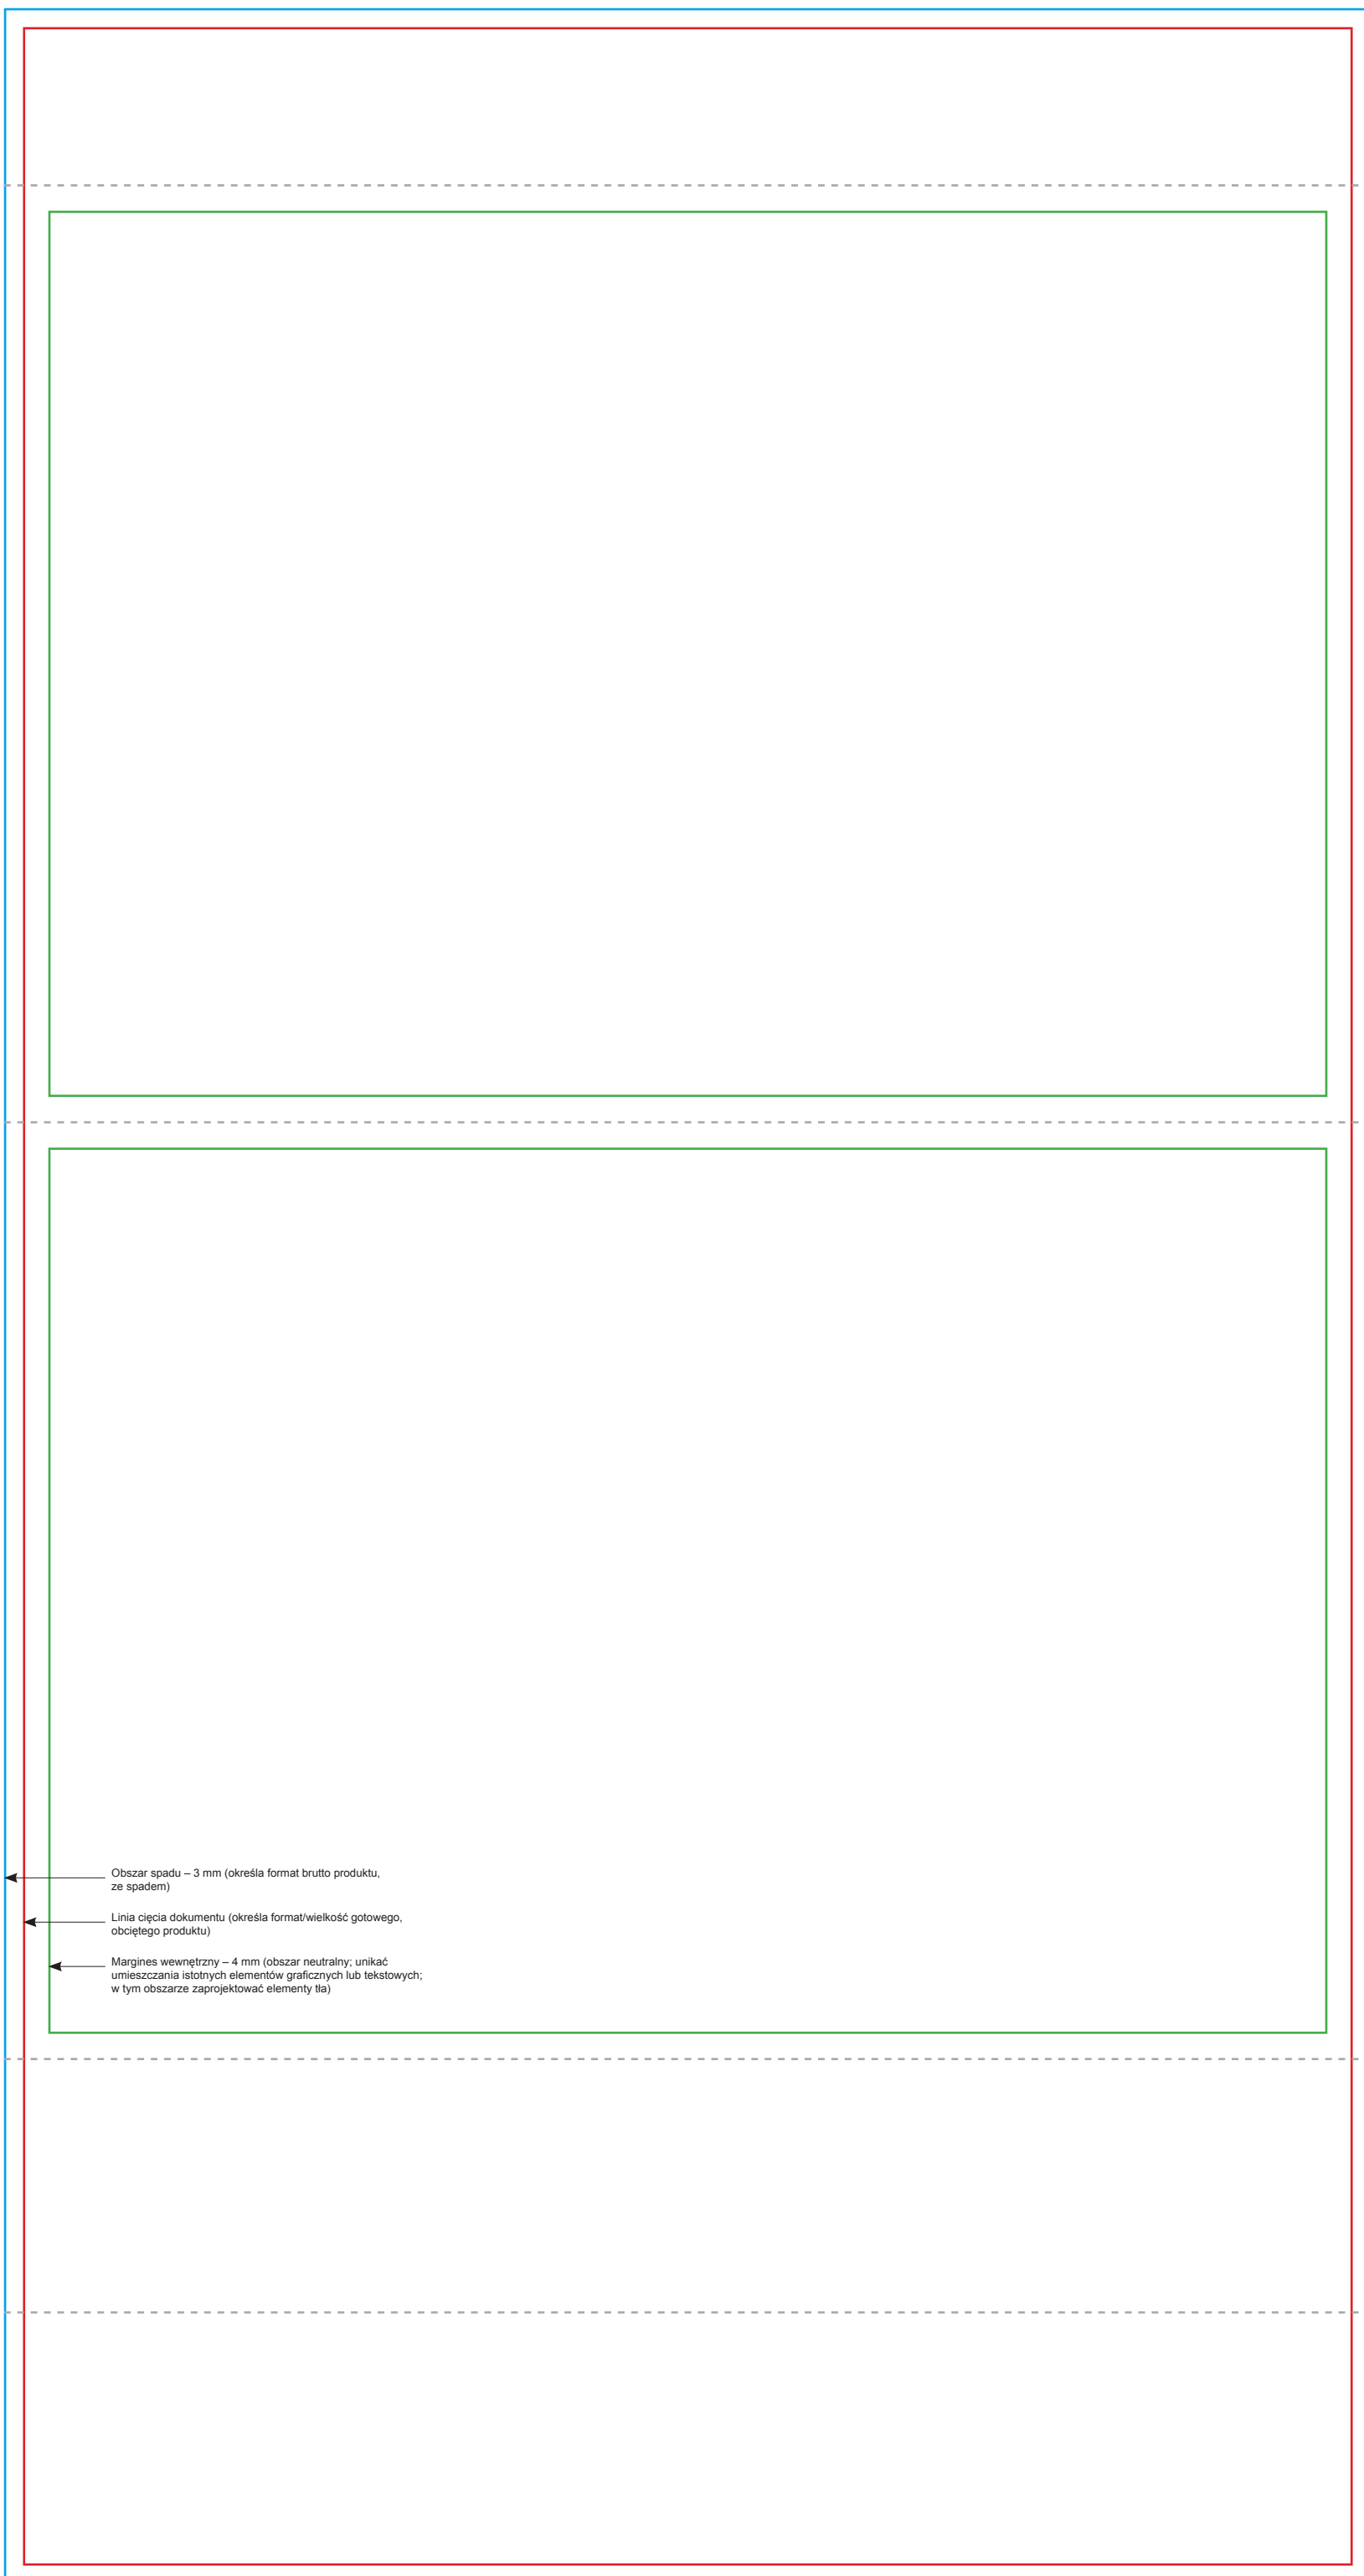 Obszar spadu – 3 mm (określa format brutto produktu,
ze spadem)
Linia cięcia dokumentu (określa format/wielkość gotowego,
obciętego produktu)
Margines wewnętrzny – 4 mm (obszar neutralny; unikać
umieszczania istotnych elementów graficznych lub tekstowych;
w tym obszarze zaprojektować elementy tła)